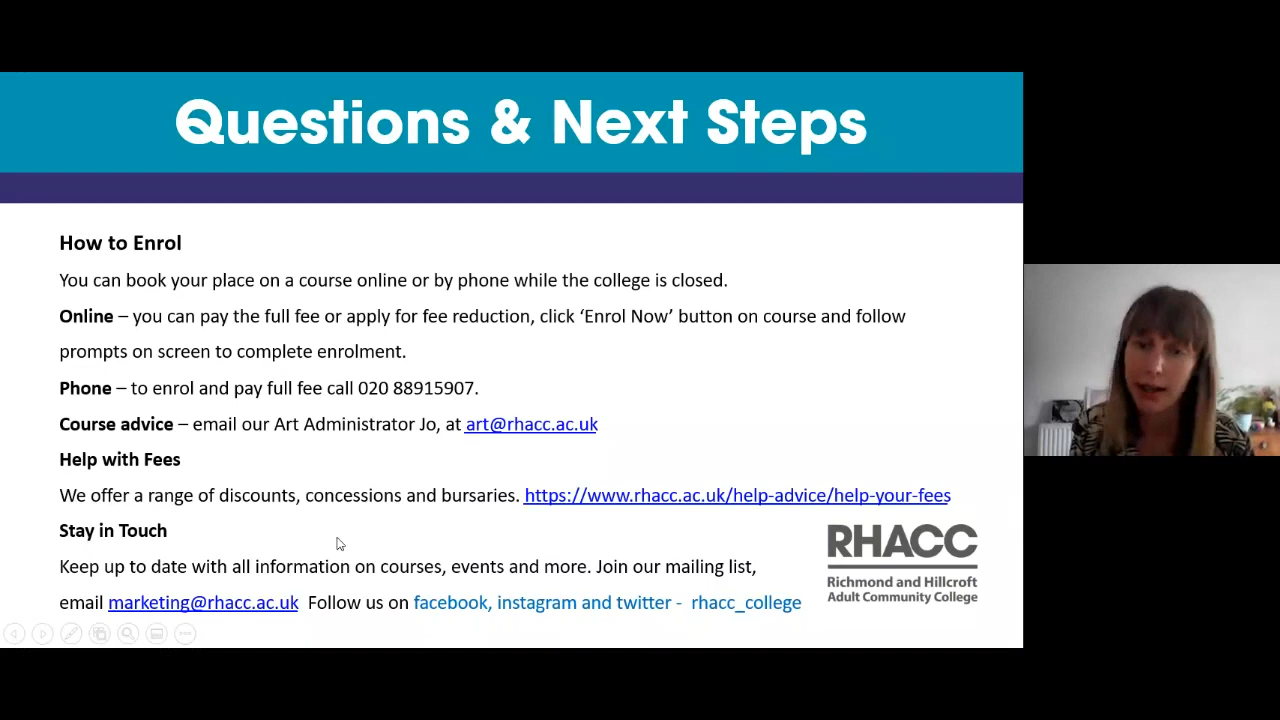 Questions & Next Steps
How to Enrol
You can book your place on a course online or by phone while the college is closed.
Online – you can pay the full fee or apply for fee reduction, click ‘Enrol Now’ button on course and follow
prompts on screen to complete enrolment.
Phone – to enrol and pay full fee call 020 88915907.
Course advice – email our Art Administrator Jo, at art@rhacc.ac.uk
Help with Fees
We offer a range of discounts, concessions and bursaries. https://www.rhacc.ac.uk/help-advice/help-your-fees
Stay in Touch
Keep up to date with all information on courses, events and more. Join our mailing list,
email marketing@rhacc.ac.uk Follow us on facebook, instagram and twitter - rhacc_college
RHACC
Richmond and Hillcroft
Adult Community College